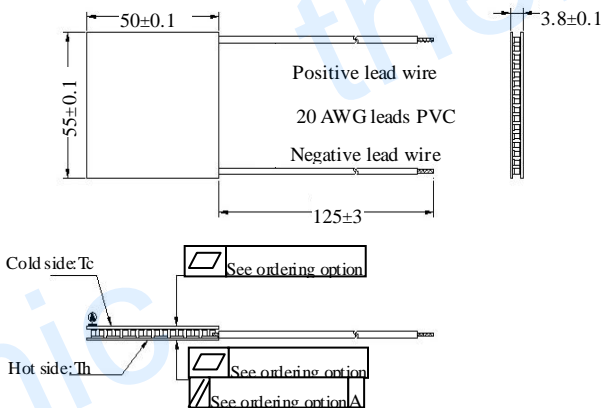 50±0.1
3.8±0.1
55±0.1
Positive lead wire
20 AWG leads PVC
Negative lead wire
125±3
Cold side:Tc
See ordering option
A
Hot side:Th
See ordering option
See ordering option A